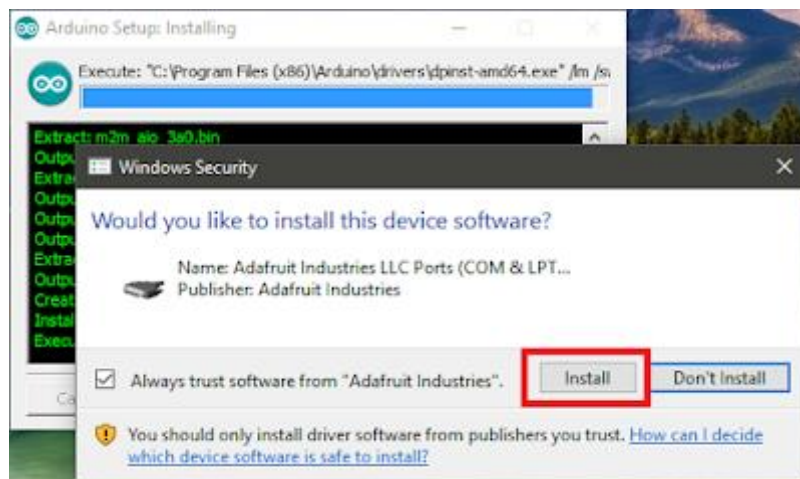 Arduino Setup: Installing
Execute: "C:\Program Files (x86)\Arduino\drivers\dpinst-amd64.exe" /lm /sw
Extract: m2m_aio_3a0.bin
Windows Security
Would you like to install this device software?
Name: Adafruit Industries LLC Ports (COM & LPT...
Publisher: Adafruit Industries
Always trust software from "Adafruit Industries".
Install
Don't Install
You should only install driver software from publishers you trust. How can I decide
which device software is safe to install?